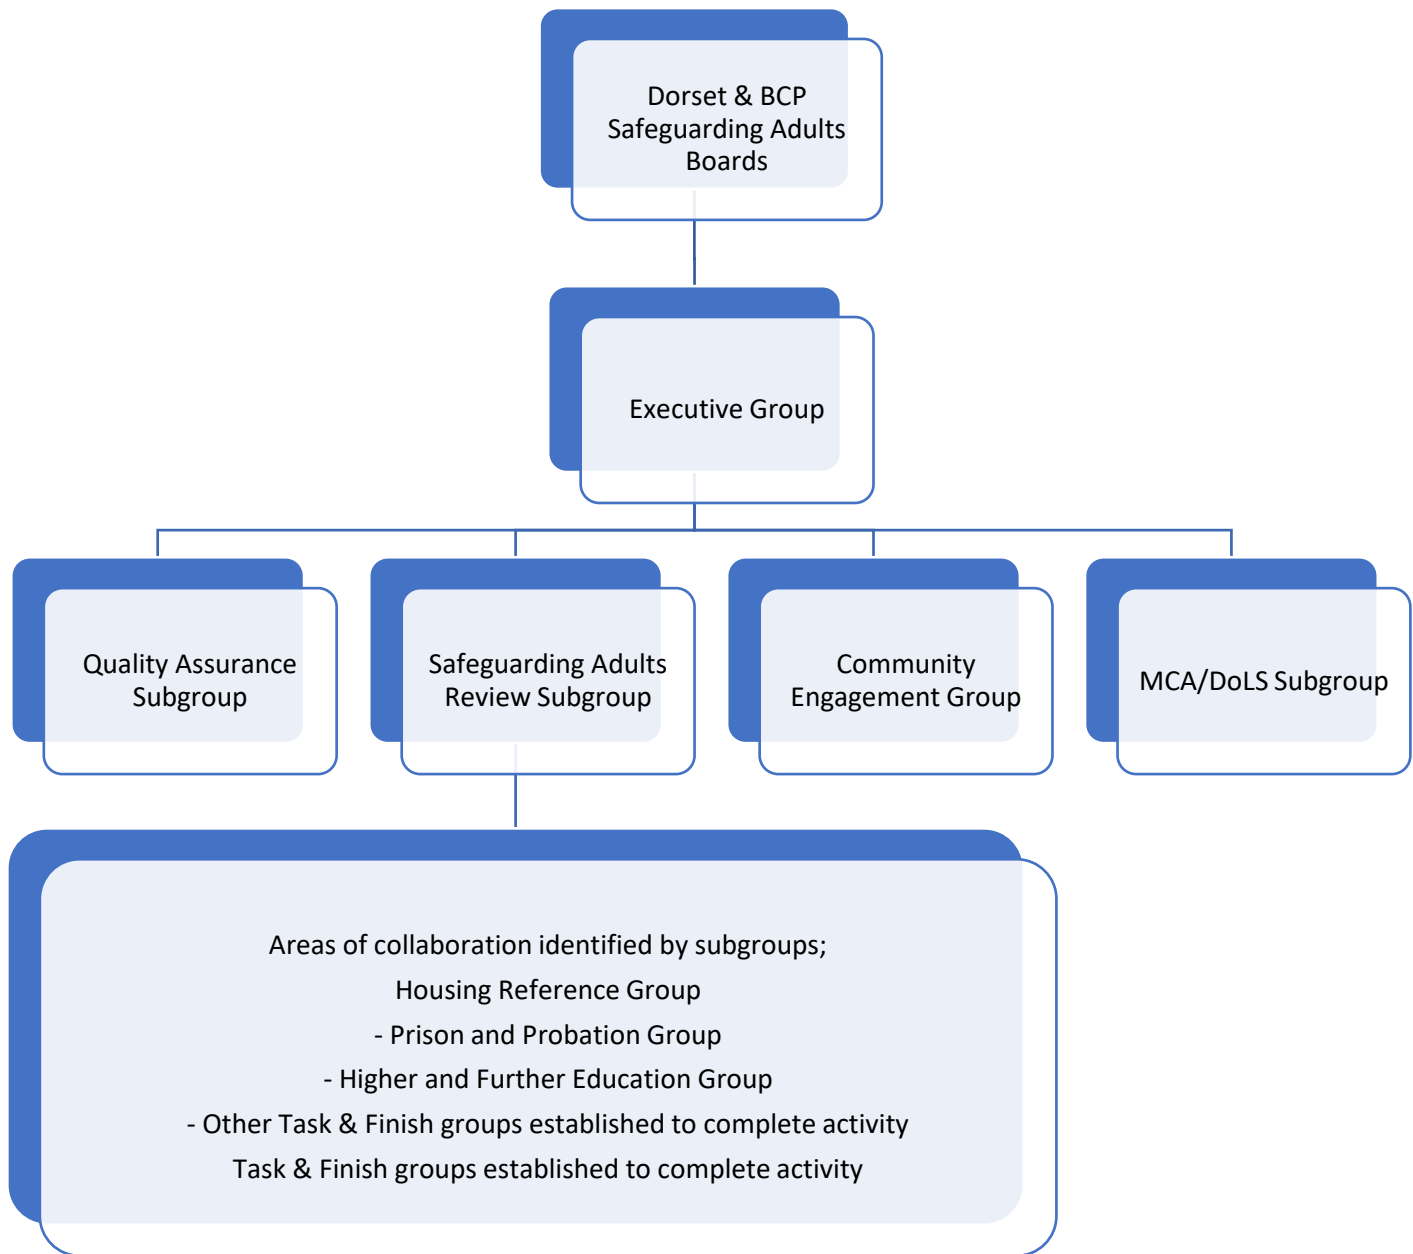 Dorset & BCP
Safeguarding Adults
Boards
Executive Group
Quality Assurance
Subgroup
Safeguarding Adults
Review Subgroup
Community
Engagement Group
MCA/DoLS Subgroup
Areas of collaboration identified by subgroups;
Housing Reference Group
- Prison and Probation Group
- Higher and Further Education Group
- Other Task & Finish groups established to complete activity
Task & Finish groups established to complete activity